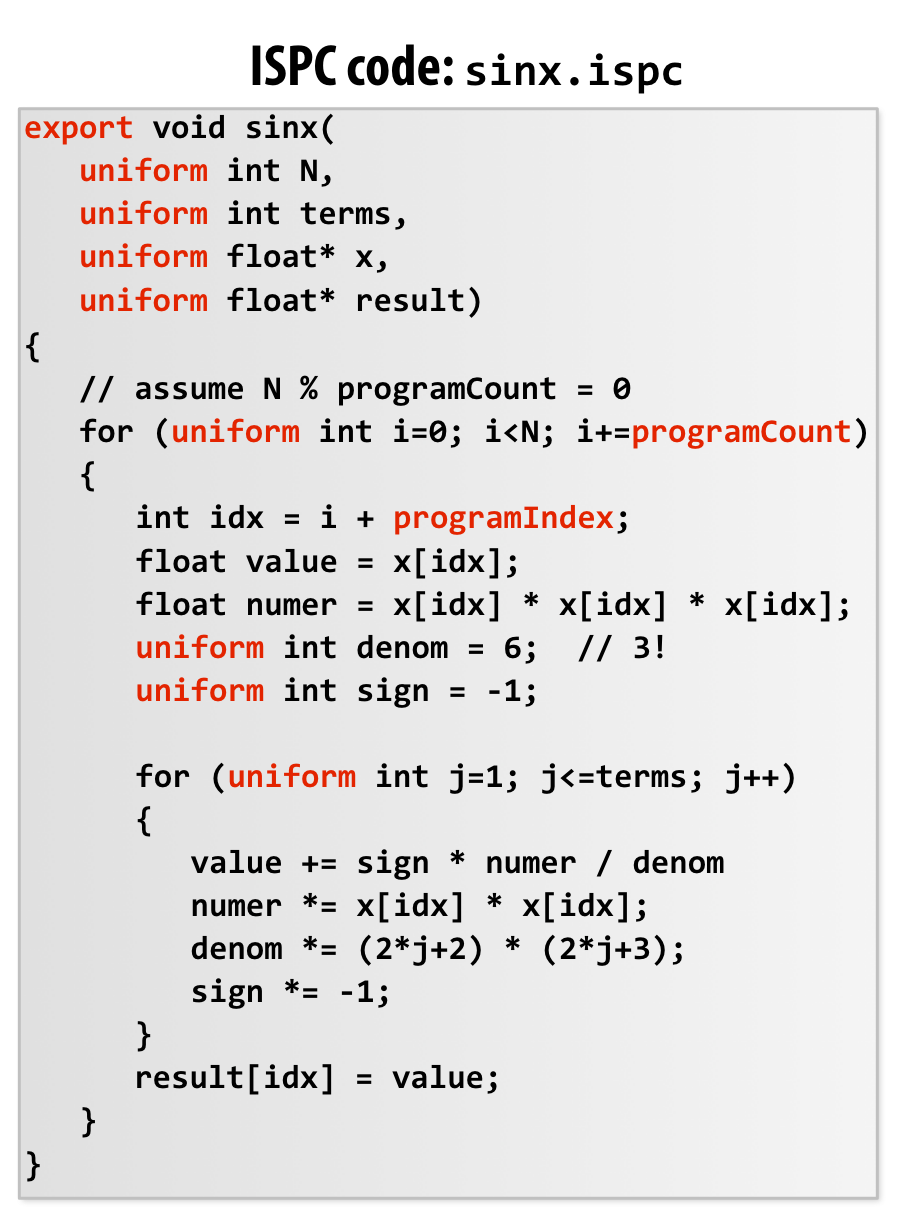 ISPC code: sinx.ispc
export void sinx(
   uniform int N,
   uniform int terms,
   uniform float* x,
   uniform float* result)
{
   // assume N % programCount = 0
   for (uniform int i=0; i<N; i+=programCount)
   {
      int idx = i + programIndex;
      float value = x[idx];
      float numer = x[idx] * x[idx] * x[idx];
      uniform int denom = 6;  // 3!
      uniform int sign = -1;

      for (uniform int j=1; j<=terms; j++)
      {
         value += sign * numer / denom
         numer *= x[idx] * x[idx];
         denom *= (2*j+2) * (2*j+3);
         sign *= -1;
      }
      result[idx] = value;
   }
}